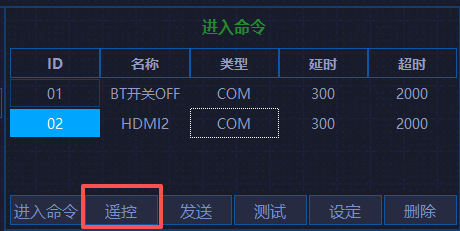 进入命令
ID 名称 类型 延时 超时
01 BT开关OFF COM 300 2000
02 HDMI2 COM 300 2000
进入命令 遥控 发送 测试 设定 删除